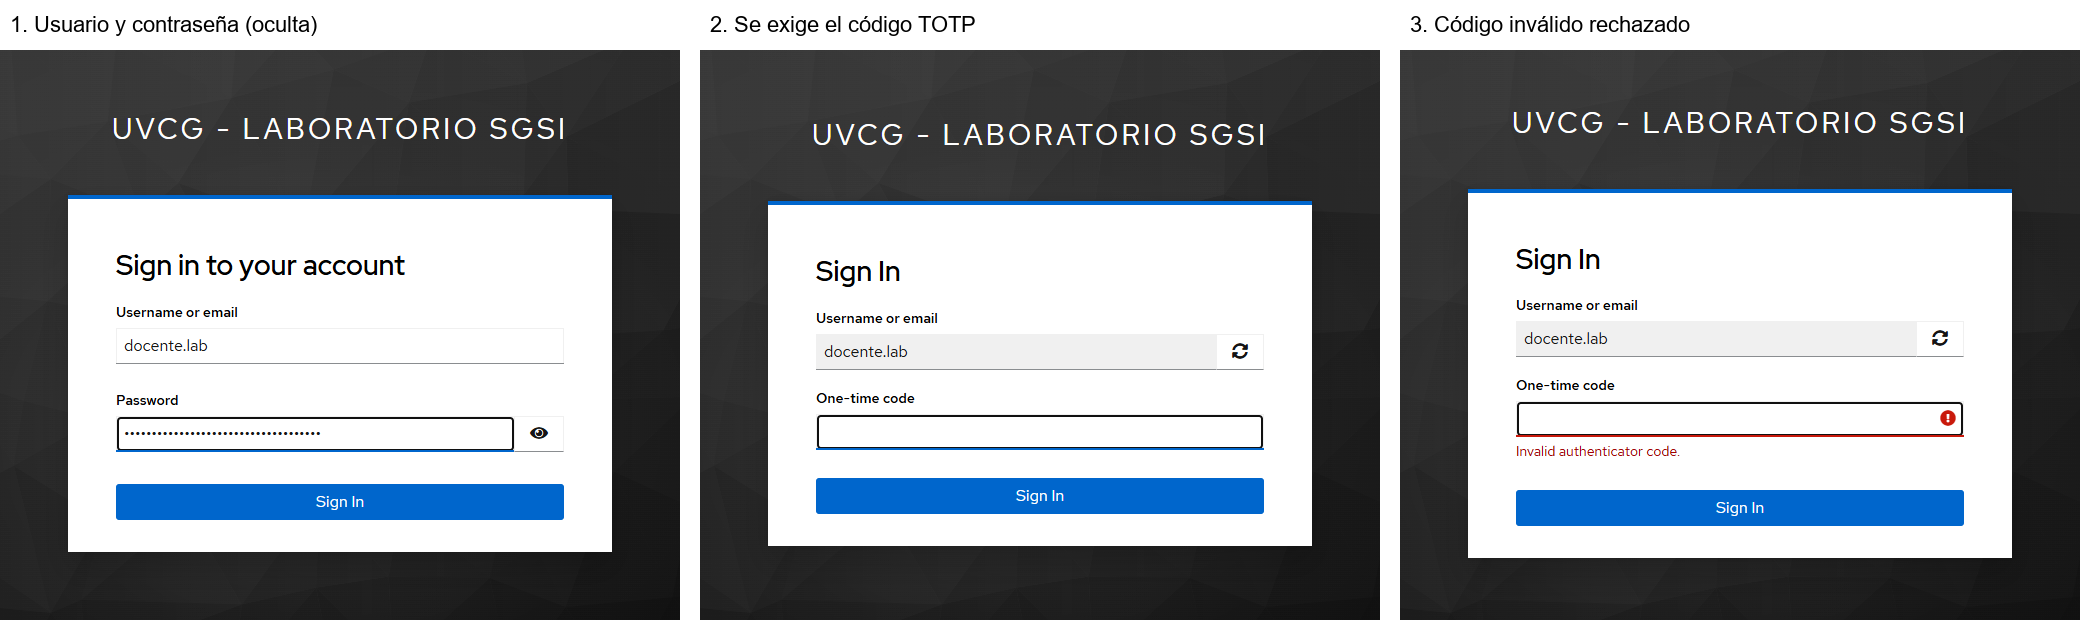 1. Usuario y contraseña (oculta)
UVCG - LABORATORIO SGSI
Sign in to your account
Username or email
docente.lab
Password
••••••••••••••••••••••••••••••••••••
Sign In
2. Se exige el código TOTP
UVCG - LABORATORIO SGSI
Sign In
Username or email
docente.lab
One-time code
Sign In
3. Código inválido rechazado
UVCG - LABORATORIO SGSI
Sign In
Username or email
docente.lab
One-time code
Invalid authenticator code.
Sign In